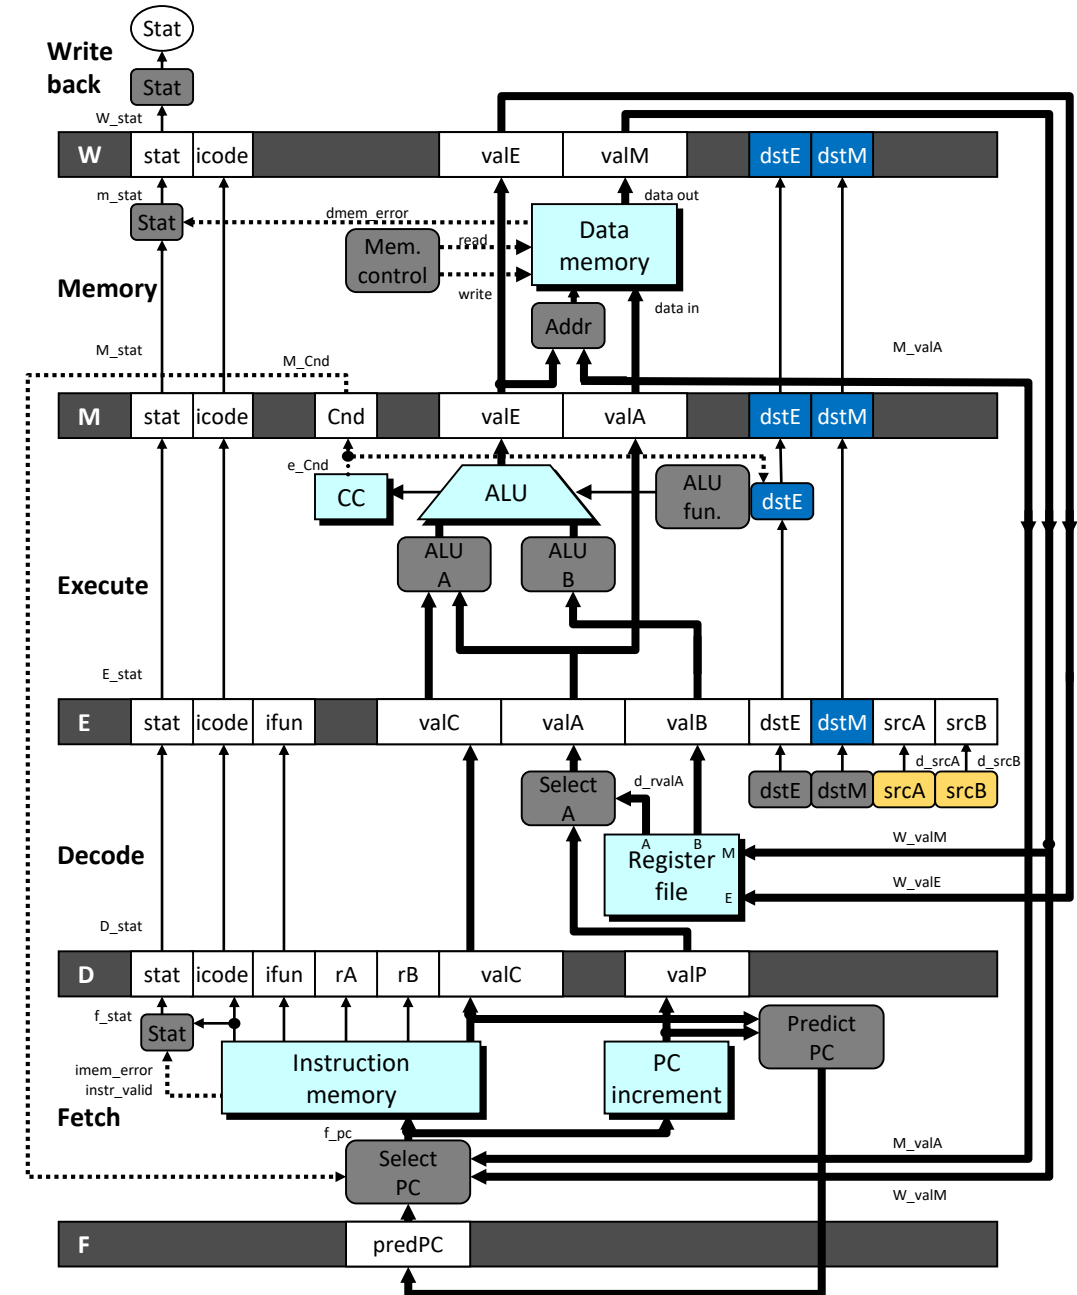 Stat
Write
back
Stat
W_stat
W
stat
icode
valE
valM
dstE
dstM
m_stat
data out
Stat
dmem_error
Data
memory
Mem.
control
read
write
Memory
data in
Addr
M_stat
M_Cnd
M_valA
M
stat
icode
Cnd
valE
valA
dstE
dstM
e_Cnd
CC
ALU
ALU
fun.
dstE
ALU
A
ALU
B
Execute
E_stat
E
stat
icode
ifun
valC
valA
valB
dstE
dstM
srcA
srcB
d_srcA
d_srcB
Select
A
d_rvalA
dstE
dstM
srcA
srcB
Decode
A
B
Register
file
M
E
W_valM
W_valE
D_stat
D
stat
icode
ifun
rA
rB
valC
valP
f_stat
Stat
Predict
PC
Instruction
memory
PC
increment
imem_error
instr_valid
Fetch
f_pc
Select
PC
M_valA
W_valM
F
predPC